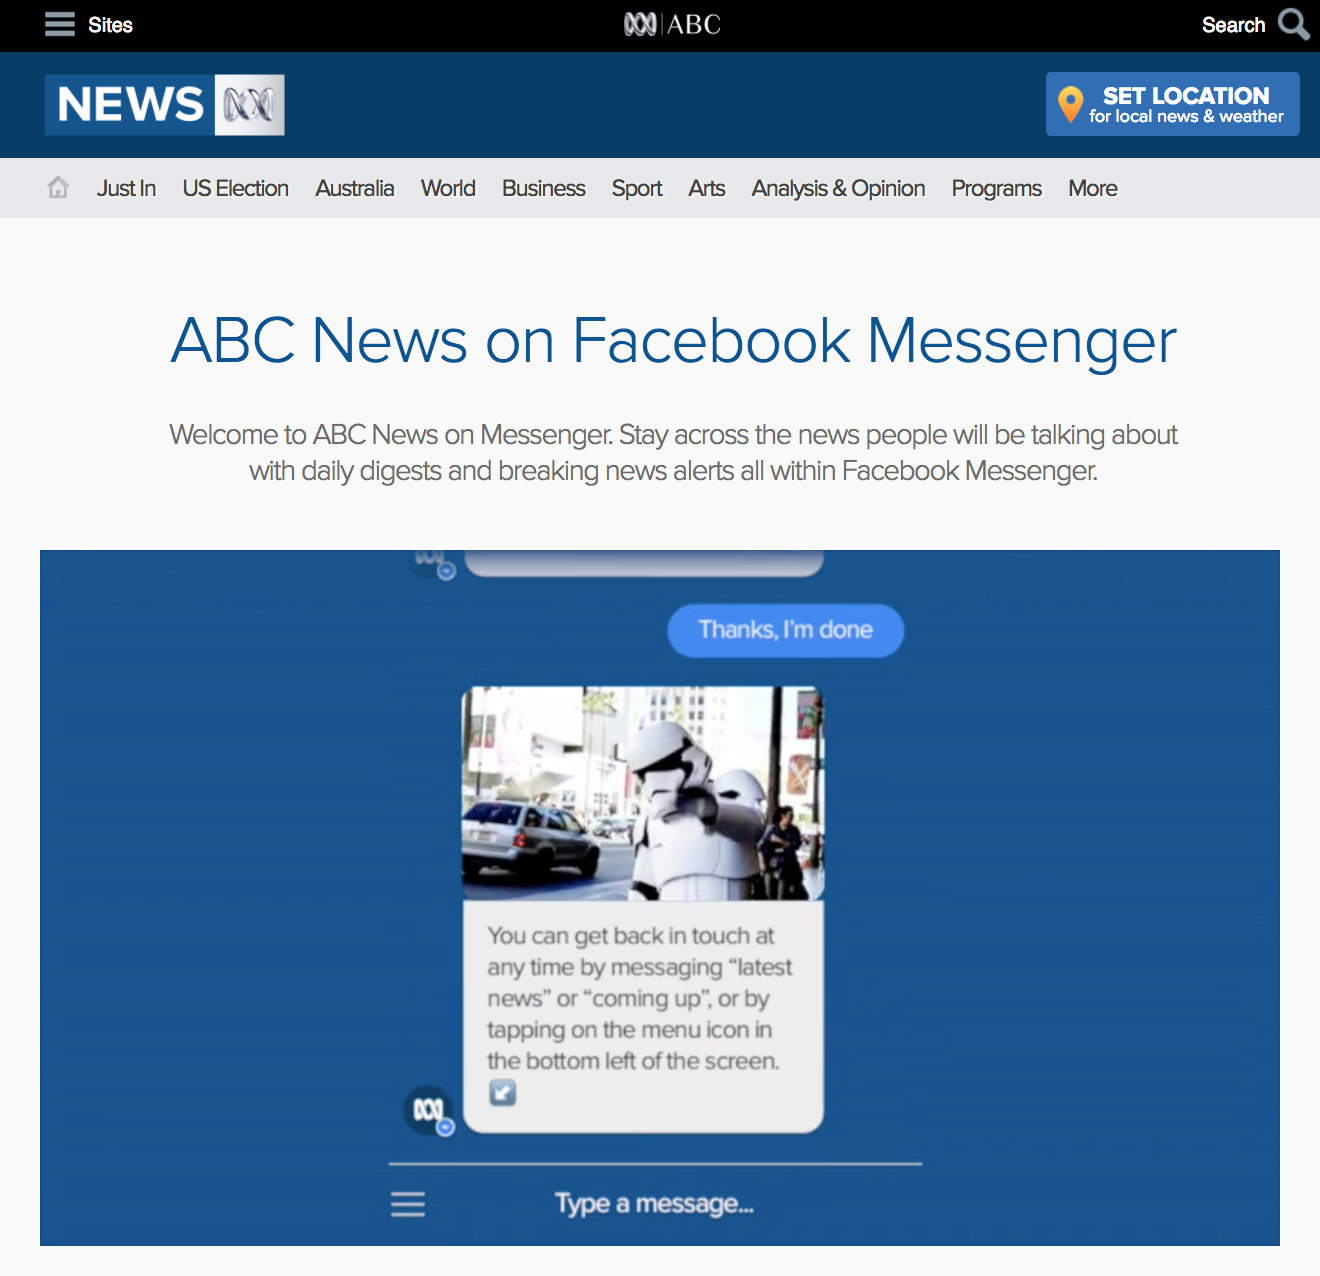 Sites
ABC
Search
NEWS
SET LOCATION
for local news & weather
Just In US Election Australia World Business Sport Arts Analysis & Opinion Programs More
ABC News on Facebook Messenger
Welcome to ABC News on Messenger. Stay across the news people will be talking about
with daily digests and breaking news alerts all within Facebook Messenger.
Thanks, I'm done
You can get back in touch at
any time by messaging “latest
news” or “coming up”, or by
tapping on the menu icon in
the bottom left of the screen.
Type a message...